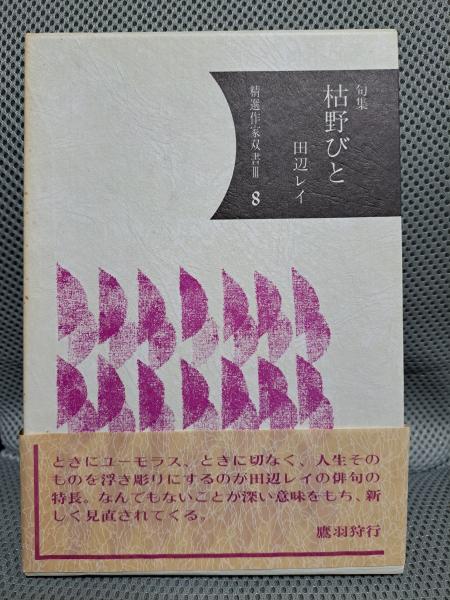 句集
枯野びと
田辺レイ
精選作家双書Ⅲ 8
ときにユーモラス、ときに切なく、人生その
ものを浮き彫りにするのが田辺レイの俳句の
特長。なんでもないことが深い意味をもち、新
しく見直されてくる。
鷹羽狩行